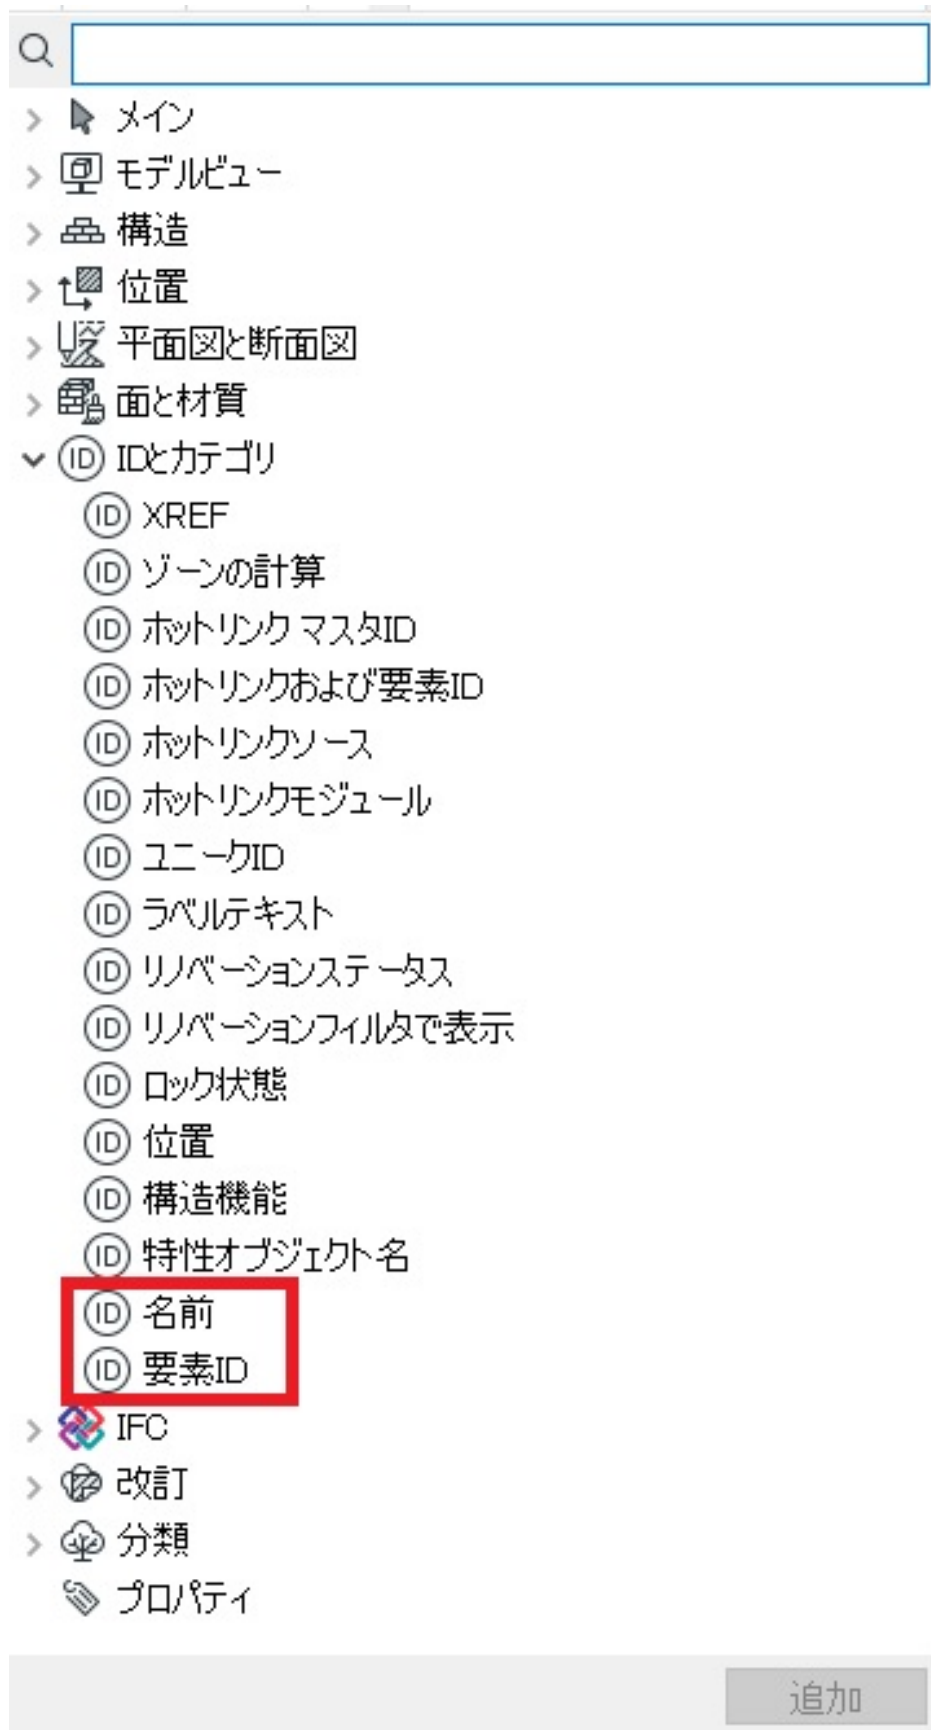 メイン
モデルビュー
構造
位置
平面図と断面図
面と材質
IDとカテゴリ
XREF
ゾーンの計算
ホットリンク マスタID
ホットリンクおよび要素ID
ホットリンクソース
ホットリンクモジュール
ユニークID
ラベルテキスト
リノベーションステータス
リノベーションフィルタで表示
ロック状態
位置
構造機能
特性オブジェクト名
名前
要素ID
IFC
改訂
分類
プロパティ
追加